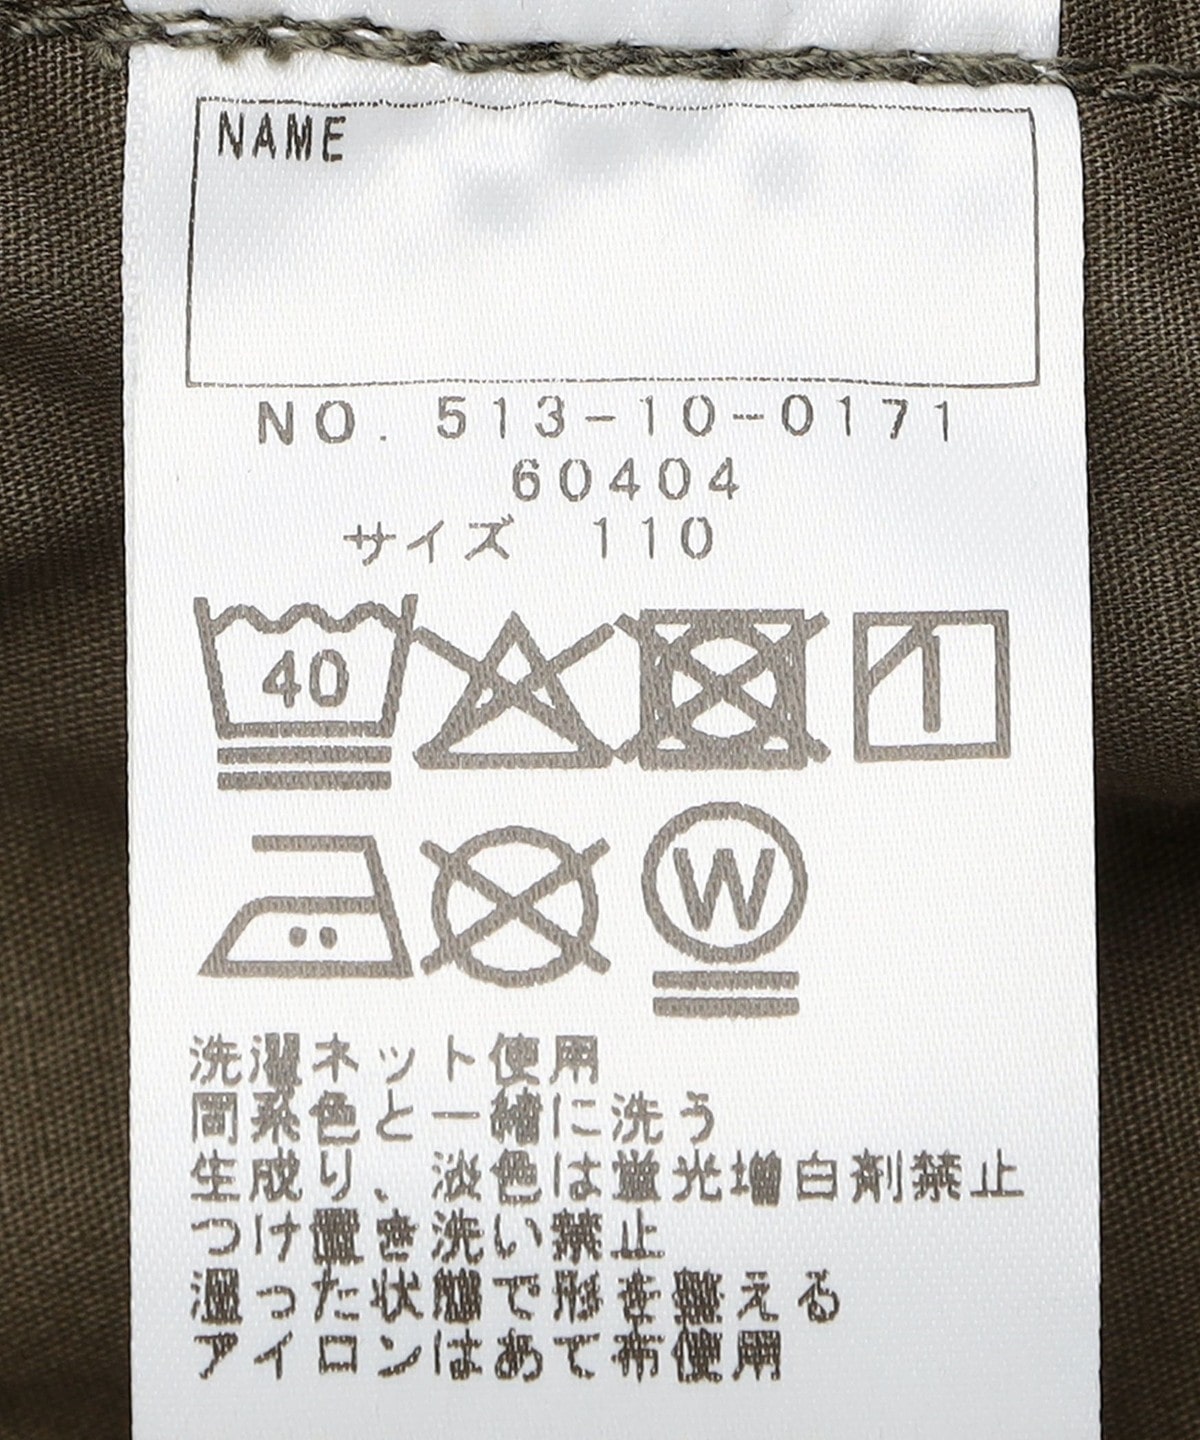 NAME
NO. 513-10-0171
60404
サイズ 110
40
W
洗濯ネット使用
同系色と一緒に洗う
生成り、淡色は蛍光増白剤禁止
つけ置き洗い禁止
湿った状態で形を整える
アイロンはあて布使用